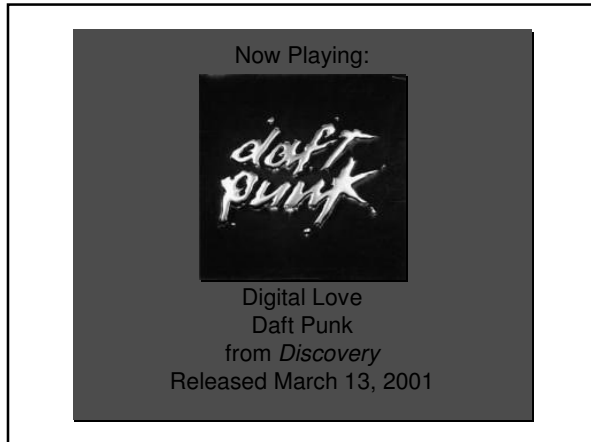 Now Playing:
daft
punk
Digital Love
Daft Punk
from Discovery
Released March 13, 2001